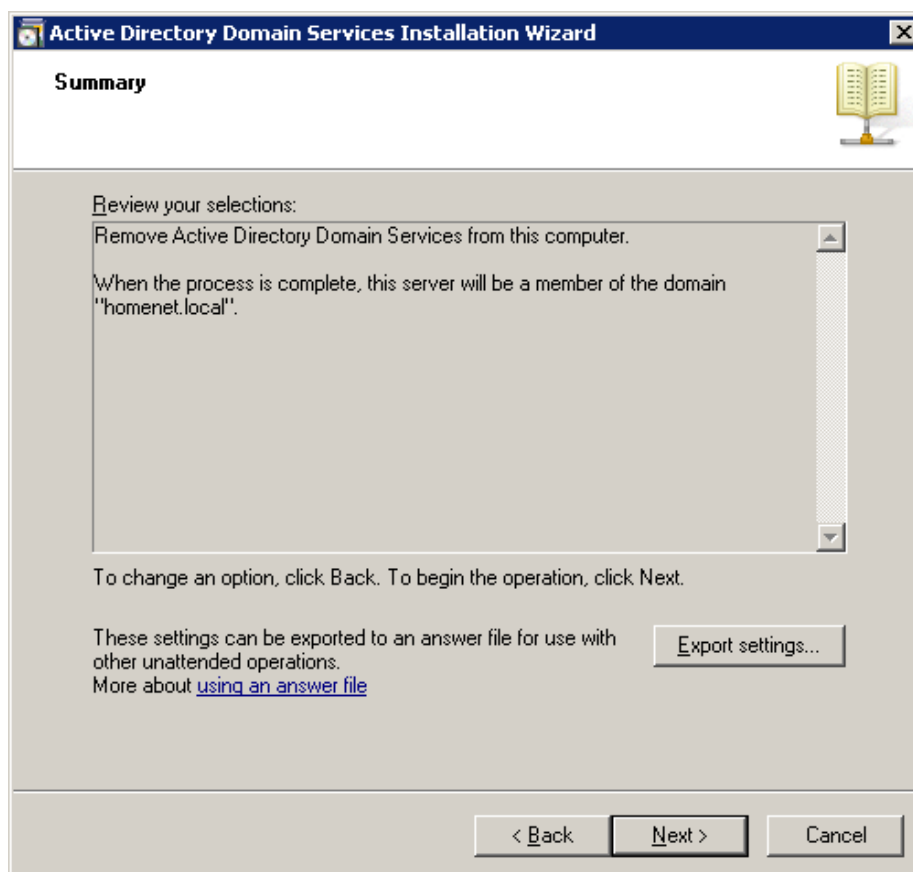 Active Directory Domain Services Installation Wizard
Summary
Review your selections:
Remove Active Directory Domain Services from this computer.
When the process is complete, this server will be a member of the domain
"homenet.local".
To change an option, click Back. To begin the operation, click Next.
These settings can be exported to an answer file for use with
other unattended operations.
More about using an answer file
Export settings...
< Back
Next >
Cancel